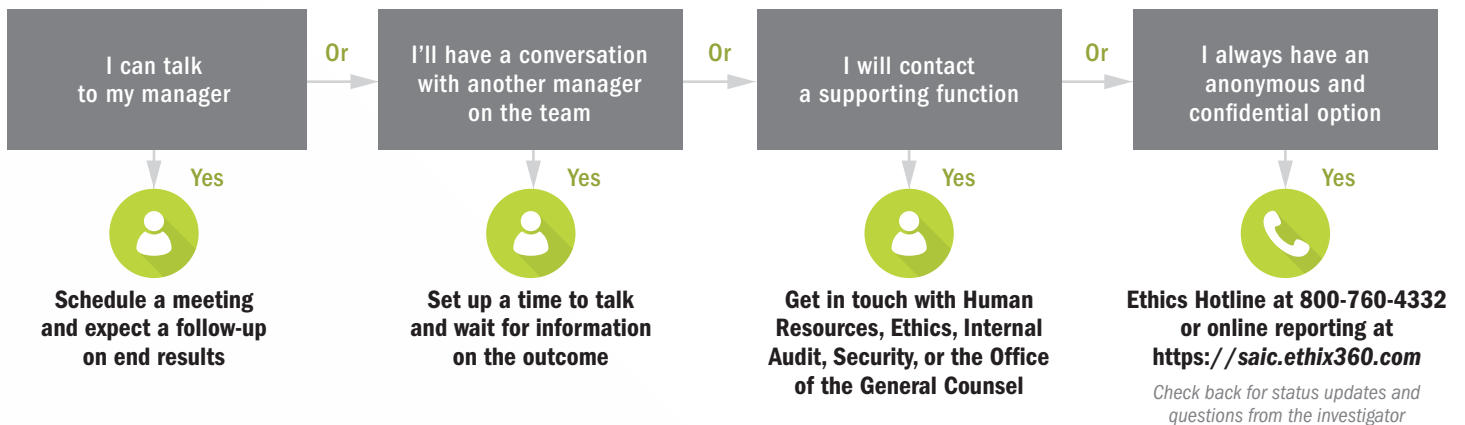 I can talk
to my manager
Or
I'll have a conversation
with another manager
on the team
Or
I will contact
a supporting function
Or
I always have an
anonymous and
confidential option
Yes
Schedule a meeting
and expect a follow-up
on end results
Yes
Set up a time to talk
and wait for information
on the outcome
Yes
Get in touch with Human
Resources, Ethics, Internal
Audit, Security, or the Office
of the General Counsel
Yes
Ethics Hotline at 800-760-4332
or online reporting at
https://saic.ethix360.com
Check back for status updates and
questions from the investigator